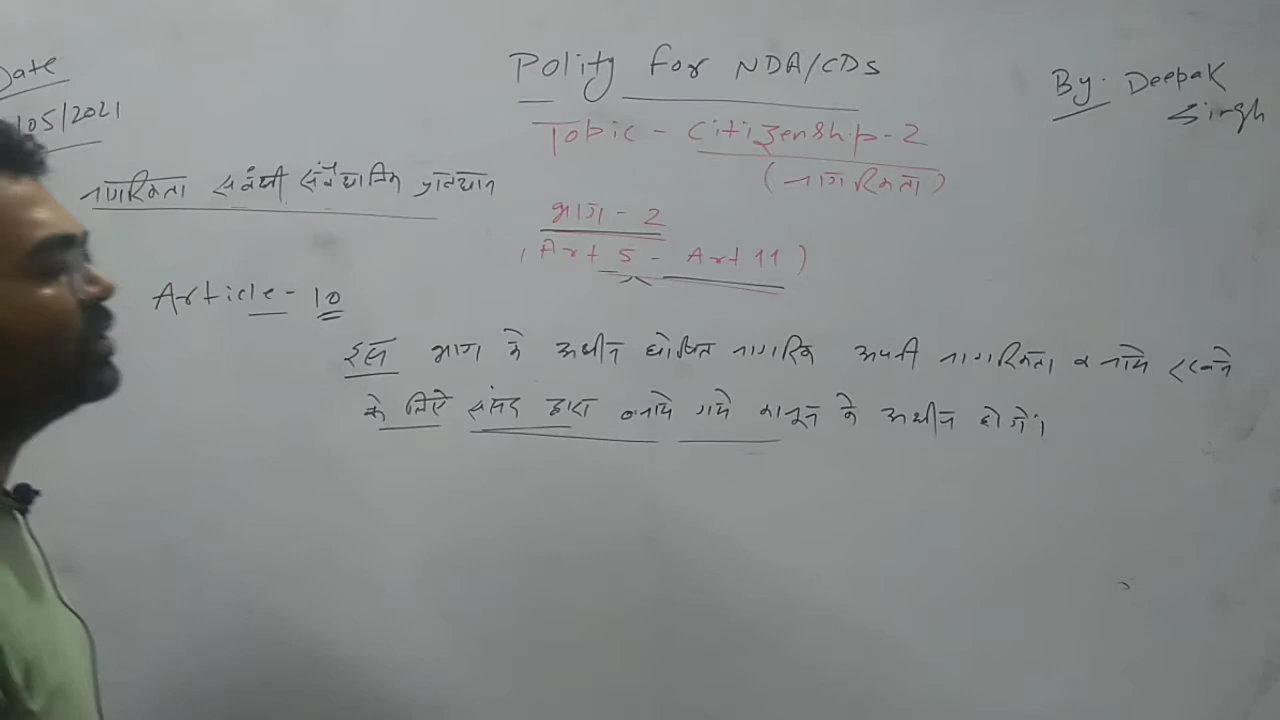 Date
/05/2021
Polity for NDA/CDS
By. Deepak
Singh
Topic - Citizenship-2
(नागरिकता)
नागरिकता संबंधी संवैधानिक प्रावधान
भाग - 2
(Art 5 - Art 11)
Article - 10
इस भाग के अधीन घोषित नागरिक अपनी नागरिकता बनाये रखने
के लिए संसद द्वारा बनाये गये कानून के अधीन होगें।